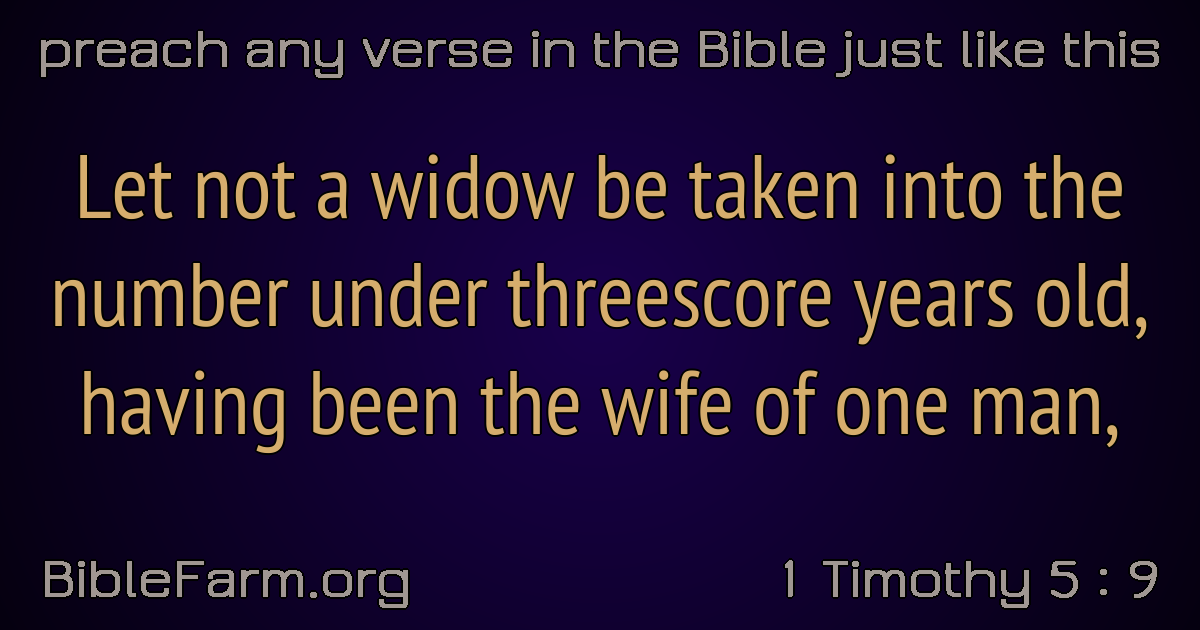 preach any verse in the Bible just like this
Let not a widow be taken into the
number under threescore years old,
having been the wife of one man,
BibleFarm.org
1 Timothy 5 : 9